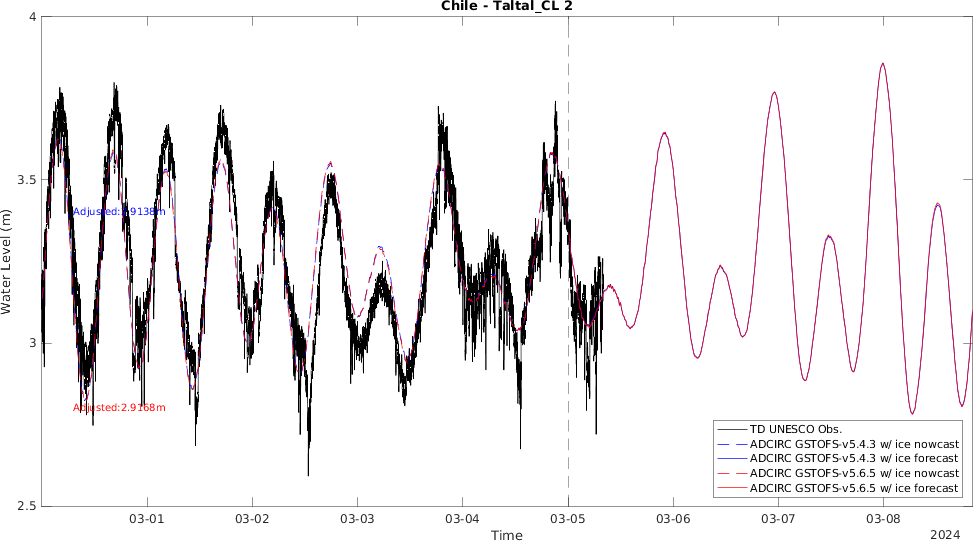 Chile - Taltal_CL 2
4
3.5
3
2.5
Water Level (m)
Adjusted:2.9138m
Adjusted:2.9168m
TD UNESCO Obs.
ADCIRC GSTOFS-v5.4.3 w/ ice nowcast
ADCIRC GSTOFS-v5.4.3 w/ ice forecast
ADCIRC GSTOFS-v5.6.5 w/ ice nowcast
ADCIRC GSTOFS-v5.6.5 w/ ice forecast
03-01 03-02 03-03 03-04 03-05 03-06 03-07 03-08
Time
2024